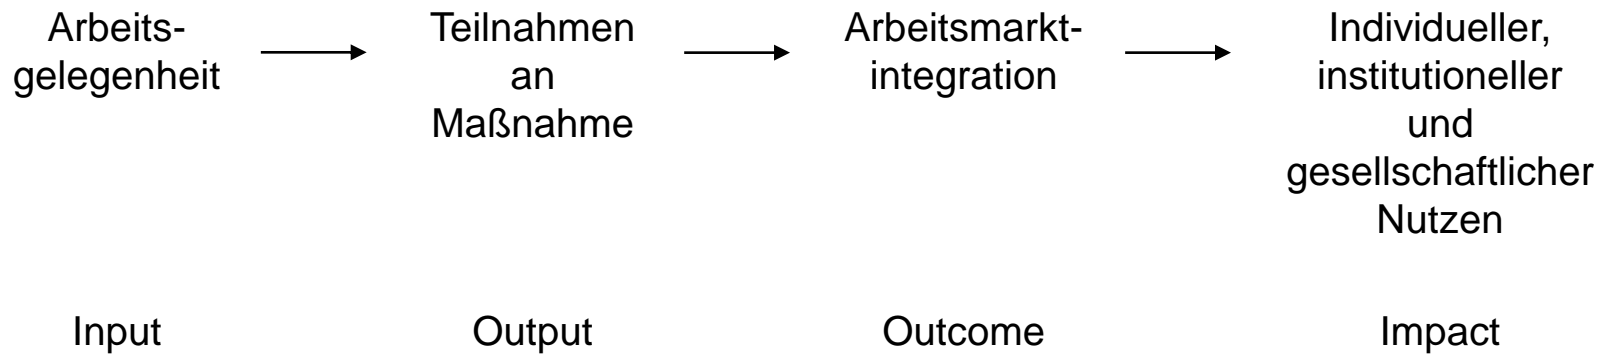 Arbeits-
gelegenheit
Teilnahmen
an
Maßnahme
Arbeitsmarkt-
integration
Individueller,
institutioneller
und
gesellschaftlicher
Nutzen
Input
Output
Outcome
Impact